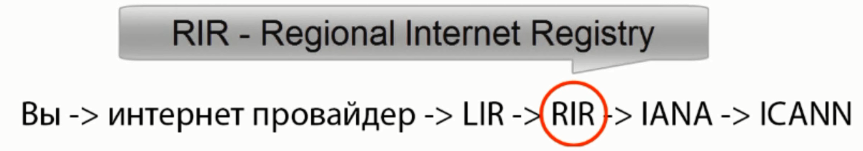 RIR - Regional Internet Registry
Вы -> интернет провайдер -> LIR -> RIR -> IANA -> ICANN